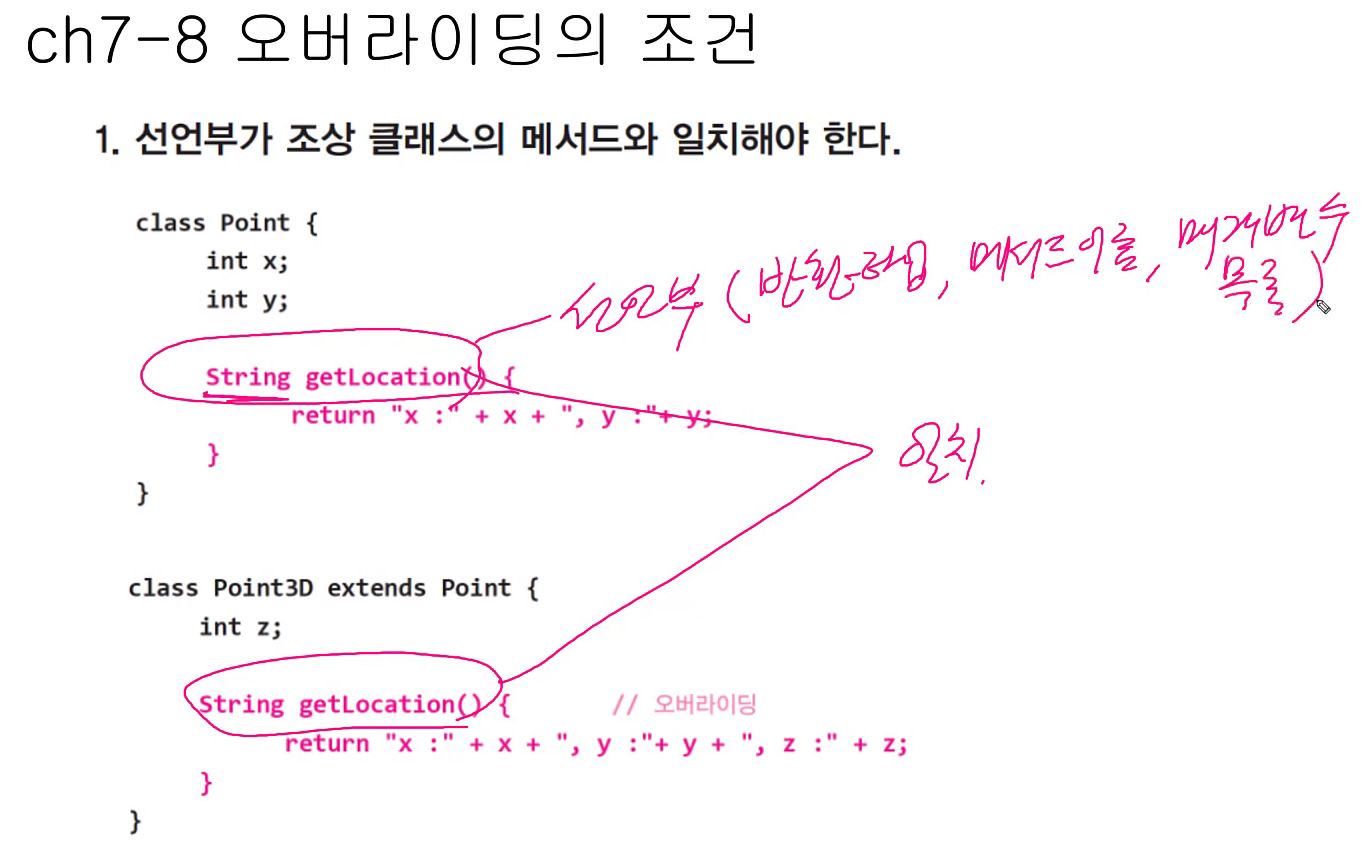 ch7-8 오버라이딩의 조건
1. 선언부가 조상 클래스의 메서드와 일치해야 한다.
class Point {
int x;
int y;
선언부 (반환타입, 메서드이름, 매개변수
목록)
String getLocation() {
return "x :" + x + ", y :"+ y;
}
일치.
}
class Point3D extends Point {
int z;
String getLocation() { // 오버라이딩
return "x :" + x + ", y :"+ y + ", z :" + z;
}
}